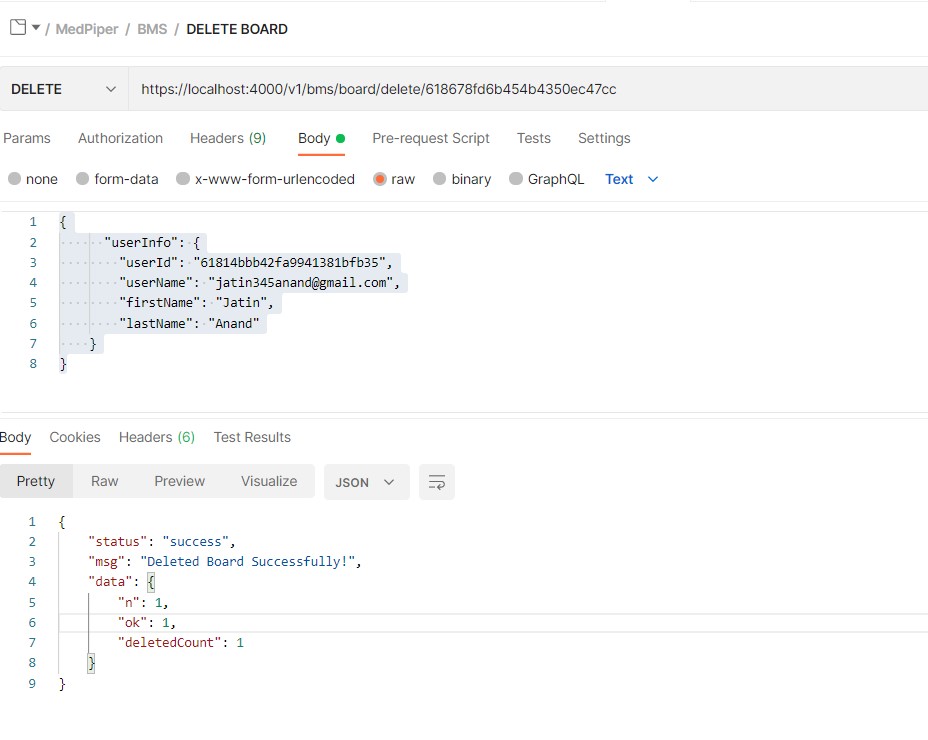 / MedPiper / BMS / DELETE BOARD
DELETE https://localhost:4000/v1/bms/board/delete/618678fd6b454b4350ec47cc
Params Authorization Headers (9) Body Pre-request Script Tests Settings
none form-data x-www-form-urlencoded raw binary GraphQL Text
1 {
2 "userInfo": {
3 "userId": "61814bbb42fa9941381bfb35",
4 "userName": "jatin345anand@gmail.com",
5 "firstName": "Jatin",
6 "lastName": "Anand"
7 }
8 }
Body Cookies Headers (6) Test Results
Pretty Raw Preview Visualize JSON
1 {
2 "status": "success",
3 "msg": "Deleted Board Successfully!",
4 "data": {
5 "n": 1,
6 "ok": 1,
7 "deletedCount": 1
8 }
9 }